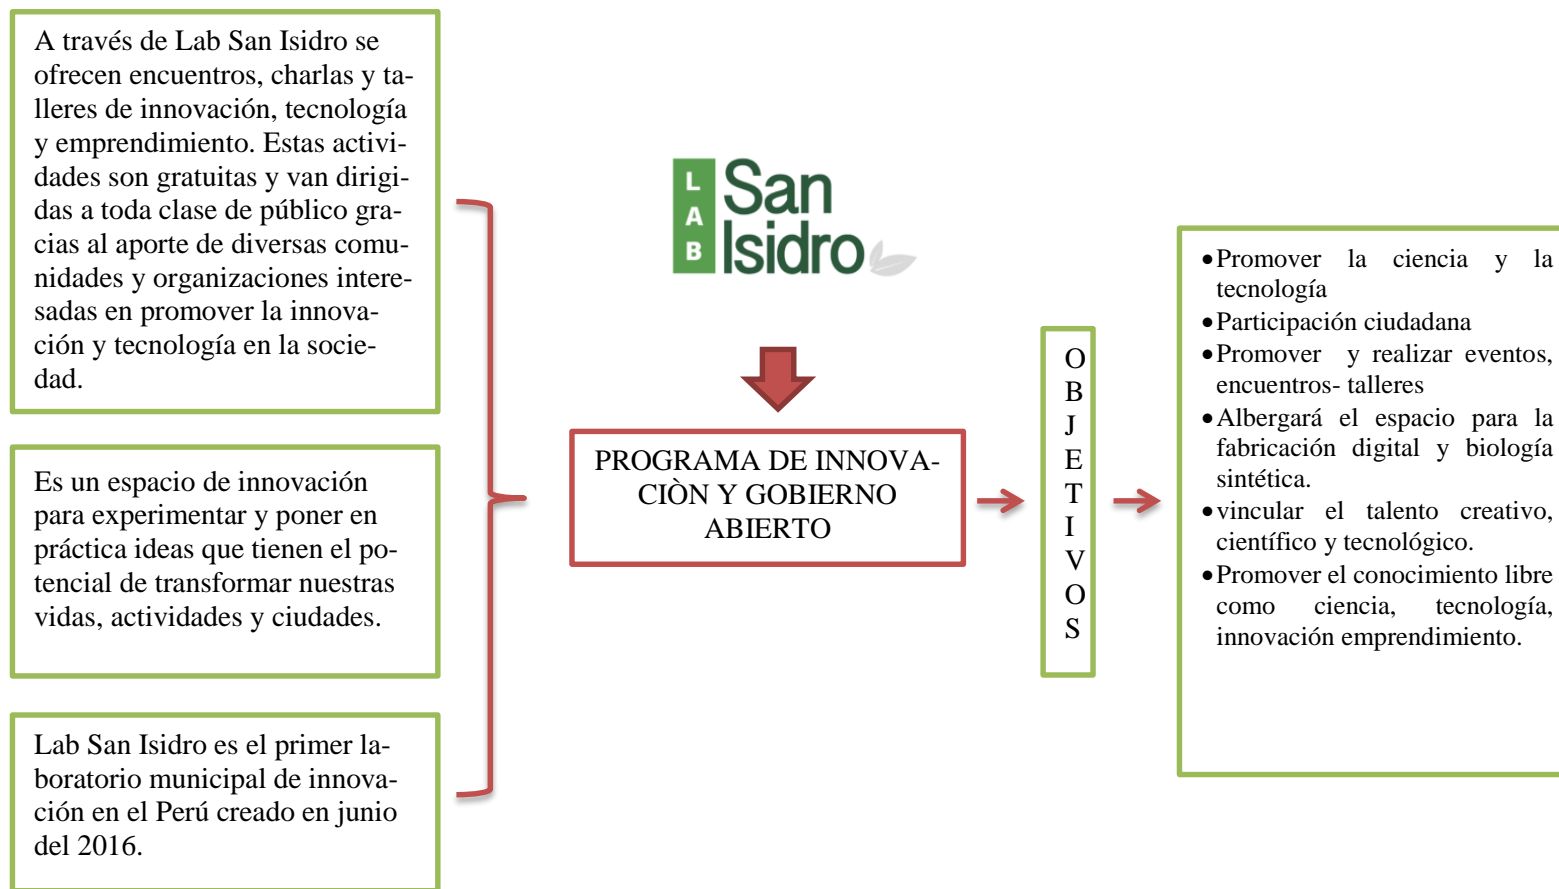 A través de Lab San Isidro se
ofrecen encuentros, charlas y ta-
lleres de innovación, tecnología
y emprendimiento. Estas activi-
dades son gratuitas y van dirigi-
das a toda clase de público gra-
cias al aporte de diversas comu-
nidades y organizaciones intere-
sadas en promover la innova-
ción y tecnología en la socie-
dad.
Es un espacio de innovación
para experimentar y poner en
práctica ideas que tienen el po-
tencial de transformar nuestras
vidas, actividades y ciudades.
Lab San Isidro es el primer la-
boratorio municipal de innova-
ción en el Perú creado en junio
del 2016.
LAB
San
Isidro
PROGRAMA DE INNOVA-
CIÒN Y GOBIERNO
ABIERTO
O
B
J
E
T
I
V
O
S
•Promover la ciencia y la
tecnología
•Participación ciudadana
•Promover y realizar eventos,
encuentros- talleres
•Albergará el espacio para la
fabricación digital y biología
sintética.
•vincular el talento creativo,
científico y tecnológico.
•Promover el conocimiento libre
como ciencia, tecnología,
innovación emprendimiento.